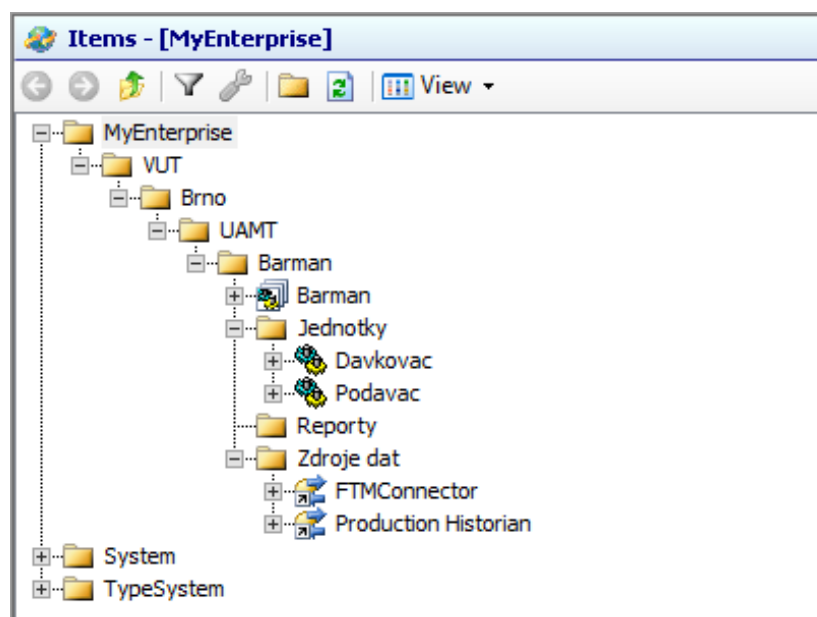 Items - [MyEnterprise]
View
MyEnterprise
VUT
Brno
UAMT
Barman
Barman
Jednotky
Davkovac
Podavac
Reporty
Zdroje dat
FTMConnector
Production Historian
System
TypeSystem